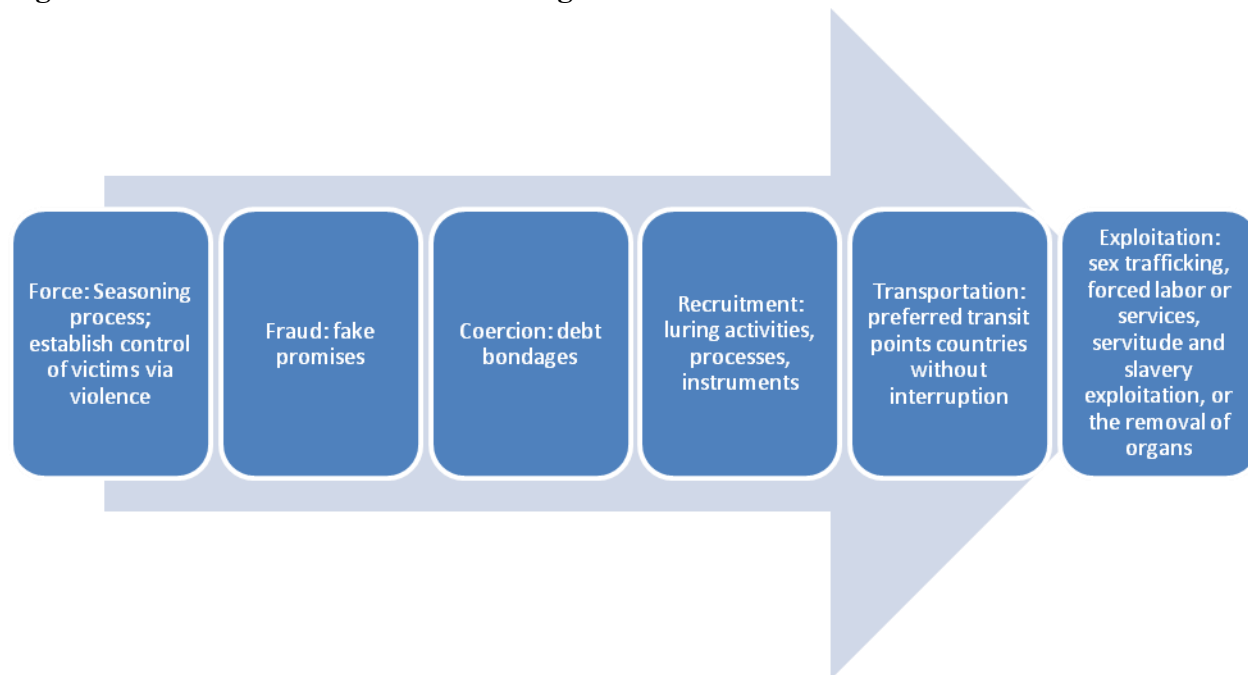 Force: Seasoning
process;
establish control
of victims via
violence
Fraud: fake
promises
Coercion: debt
bondages
Recruitment:
luring activities,
processes,
instruments
Transportation:
preferred transit
points countries
without
interruption
Exploitation:
sex trafficking,
forced labor or
services,
servitude and
slavery
exploitation, or
the removal of
organs